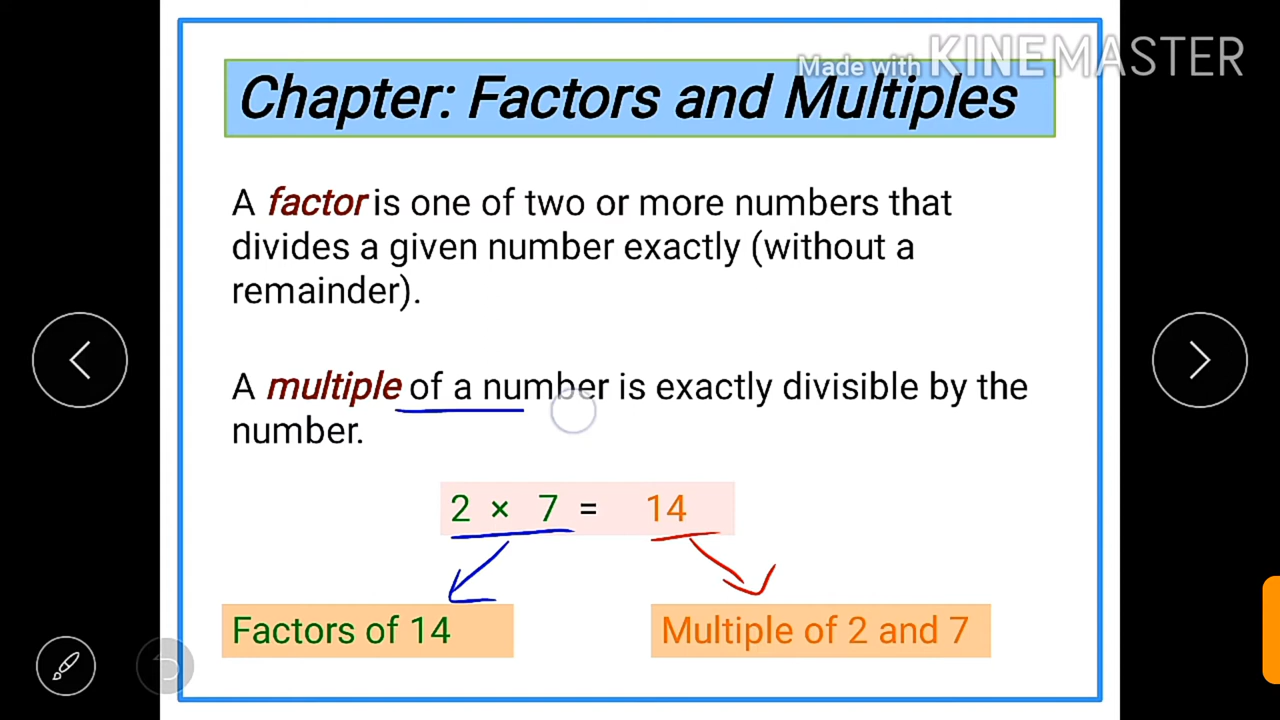 Made with KINEMASTER
Chapter: Factors and Multiples
A factor is one of two or more numbers that
divides a given number exactly (without a
remainder).
A multiple of a number is exactly divisible by the
number.
2 × 7 = 14
Factors of 14
Multiple of 2 and 7